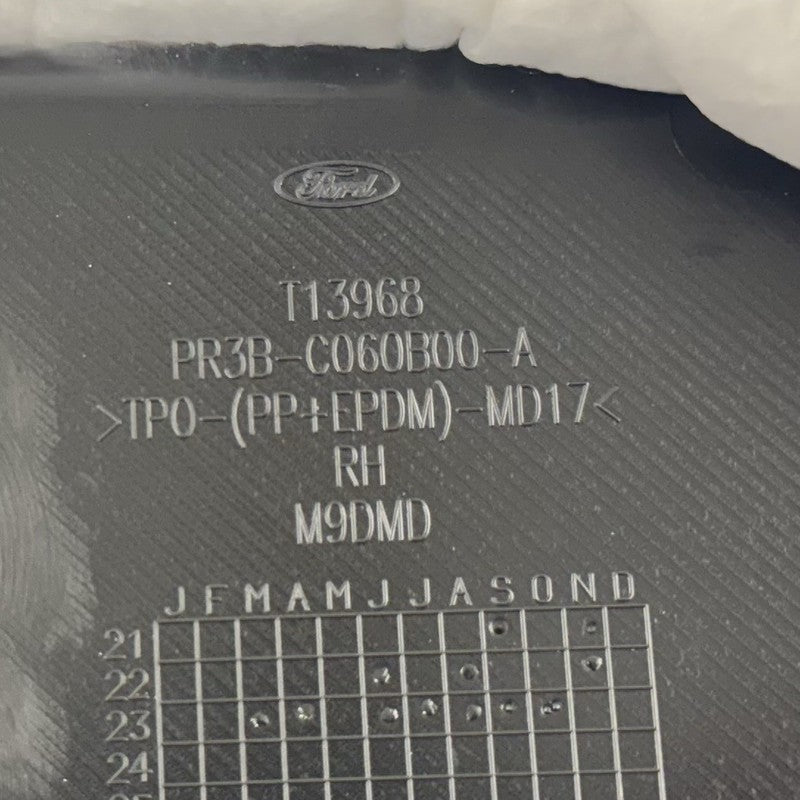 Ford
T13968
PR3B-C060B00-A
>TPO-(PP+EPDM)-MD17<
RH
M9DMD
J F M A M J J A S O N D
21
22
23
24